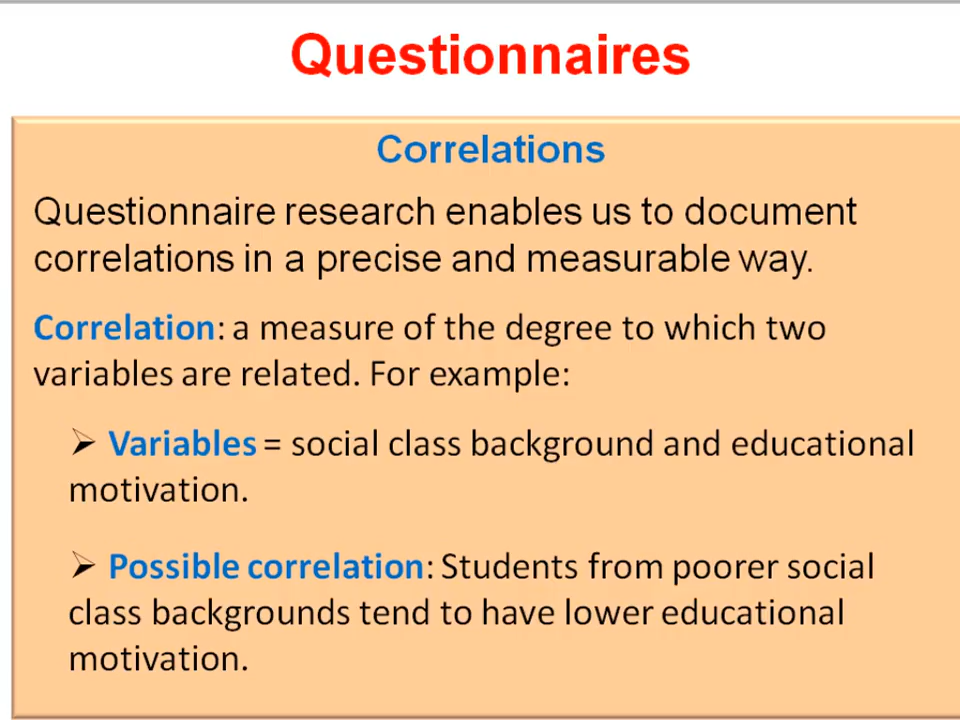 Questionnaires
Correlations
Questionnaire research enables us to document
correlations in a precise and measurable way.
Correlation: a measure of the degree to which two
variables are related. For example:
➢ Variables = social class background and educational
motivation.
➢ Possible correlation: Students from poorer social
class backgrounds tend to have lower educational
motivation.